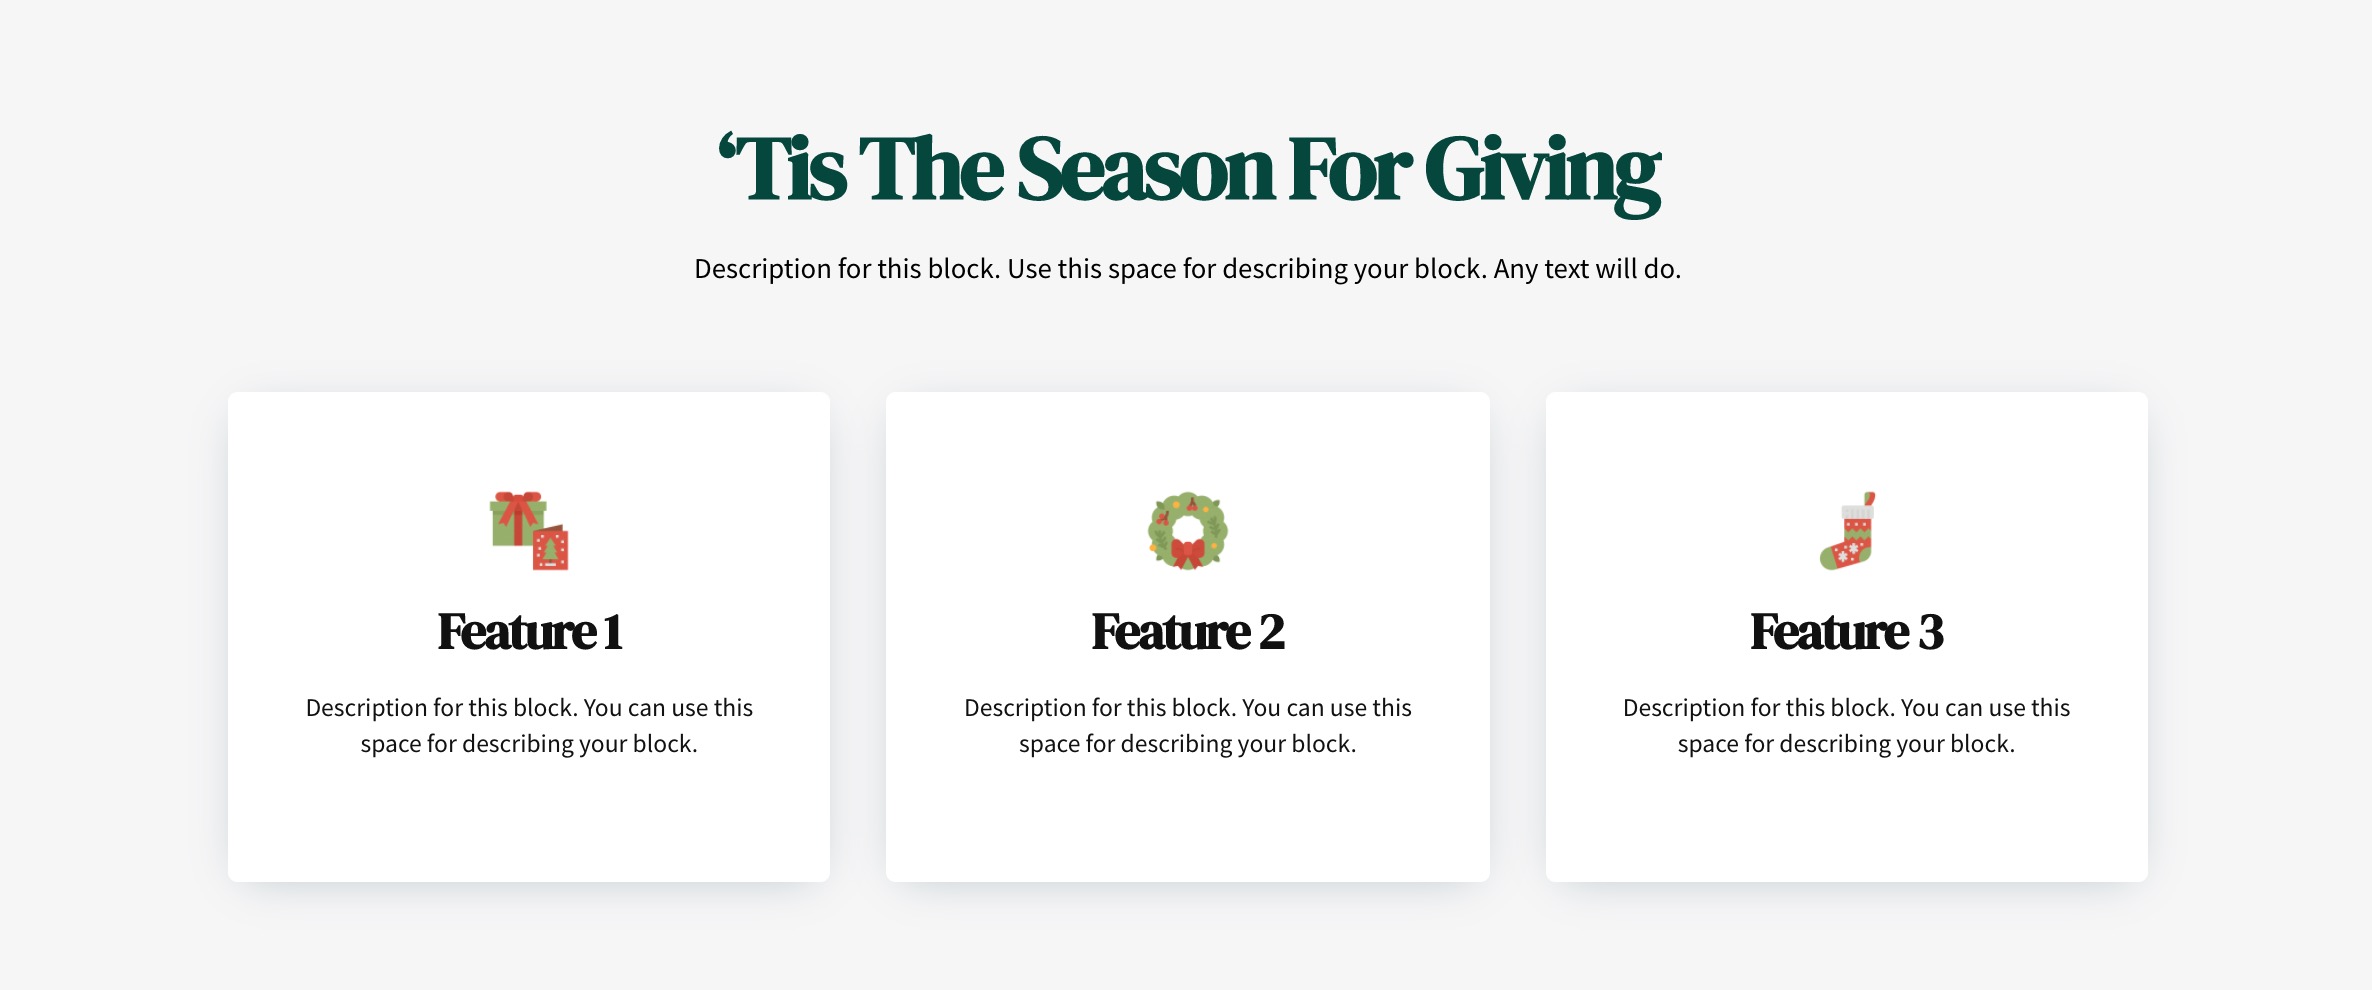 ‘Tis The Season For Giving
Description for this block. Use this space for describing your block. Any text will do.
Feature 1
Description for this block. You can use this
space for describing your block.
Feature 2
Description for this block. You can use this
space for describing your block.
Feature 3
Description for this block. You can use this
space for describing your block.